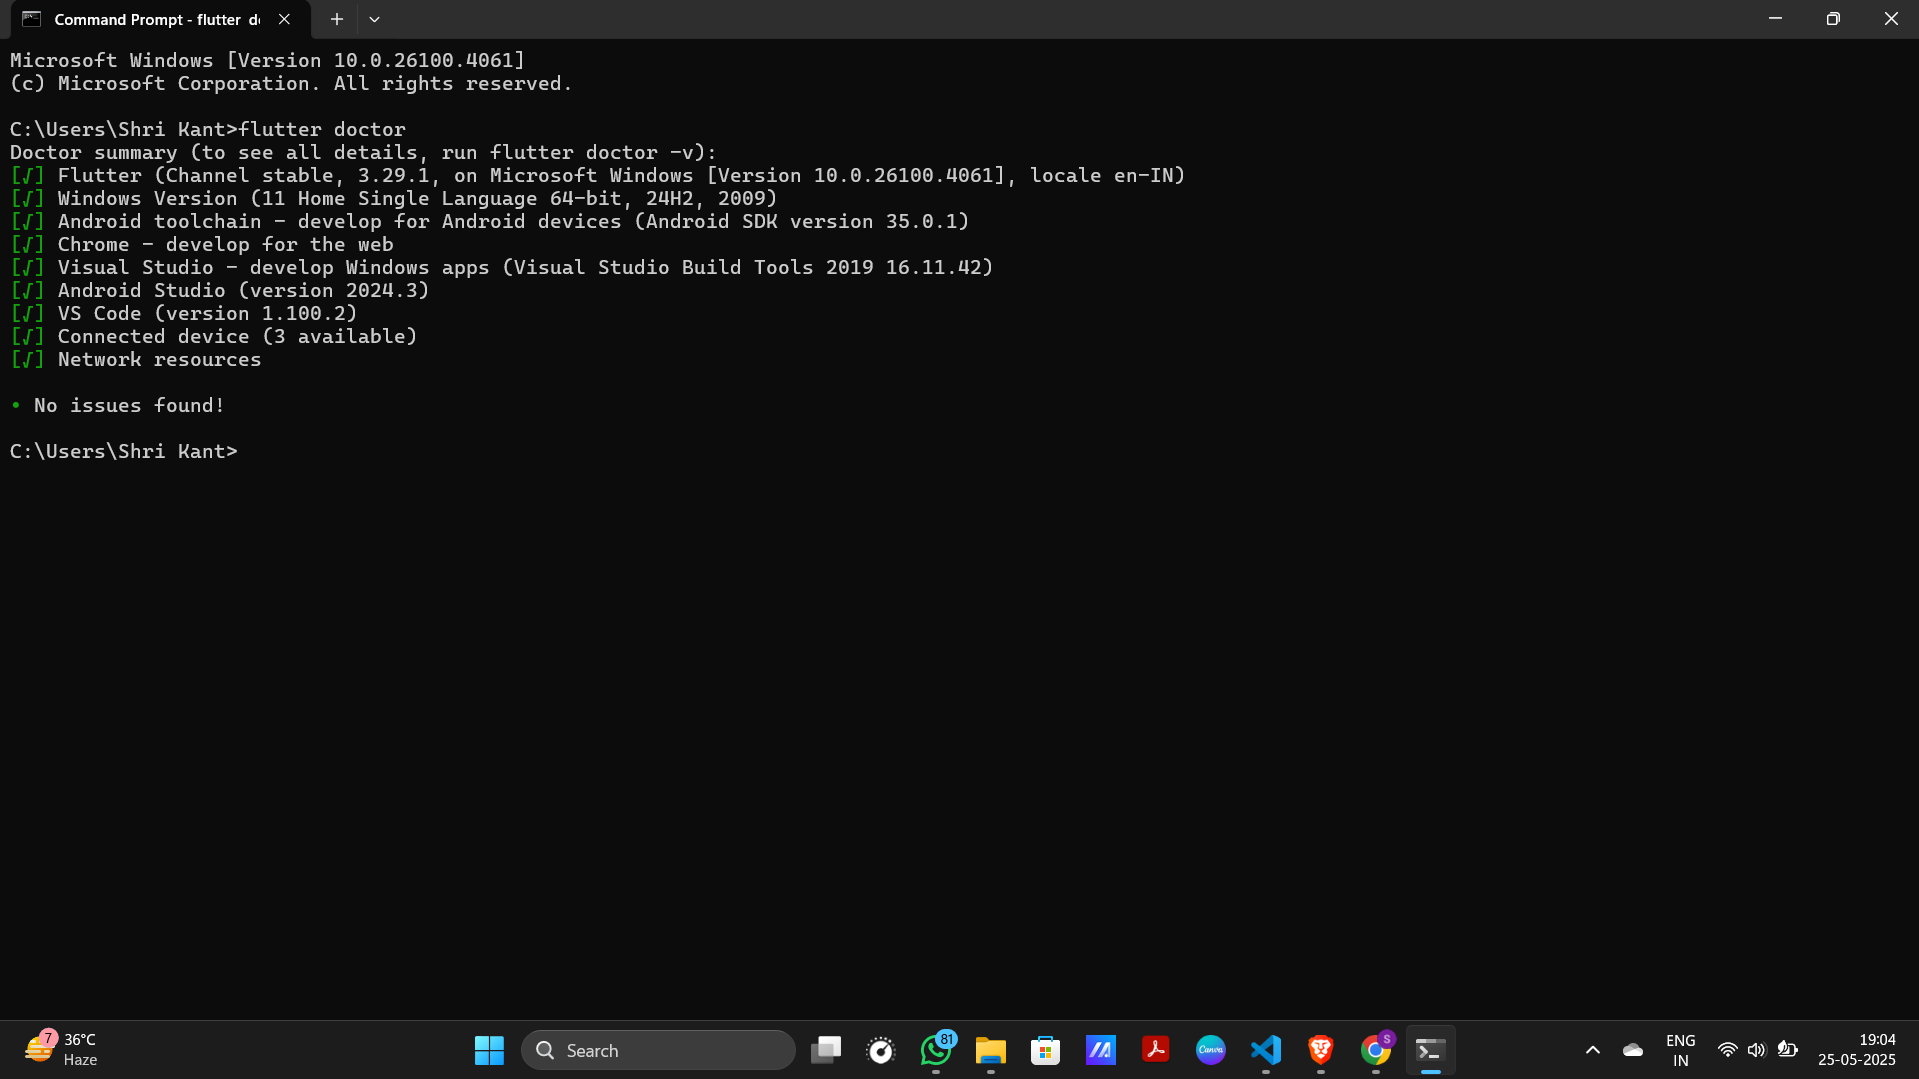 Command Prompt - flutter d
Microsoft Windows [Version 10.0.26100.4061]
(c) Microsoft Corporation. All rights reserved.
C:\Users\Shri Kant>flutter doctor
Doctor summary (to see all details, run flutter doctor -v):
[√] Flutter (Channel stable, 3.29.1, on Microsoft Windows [Version 10.0.26100.4061], locale en-IN)
[√] Windows Version (11 Home Single Language 64-bit, 24H2, 2009)
[√] Android toolchain - develop for Android devices (Android SDK version 35.0.1)
[√] Chrome - develop for the web
[√] Visual Studio - develop Windows apps (Visual Studio Build Tools 2019 16.11.42)
[√] Android Studio (version 2024.3)
[√] VS Code (version 1.100.2)
[√] Connected device (3 available)
[√] Network resources
• No issues found!
C:\Users\Shri Kant>
7
36°C
Haze
Search
81
Canva
S
ENG
IN
19:04
25-05-2025